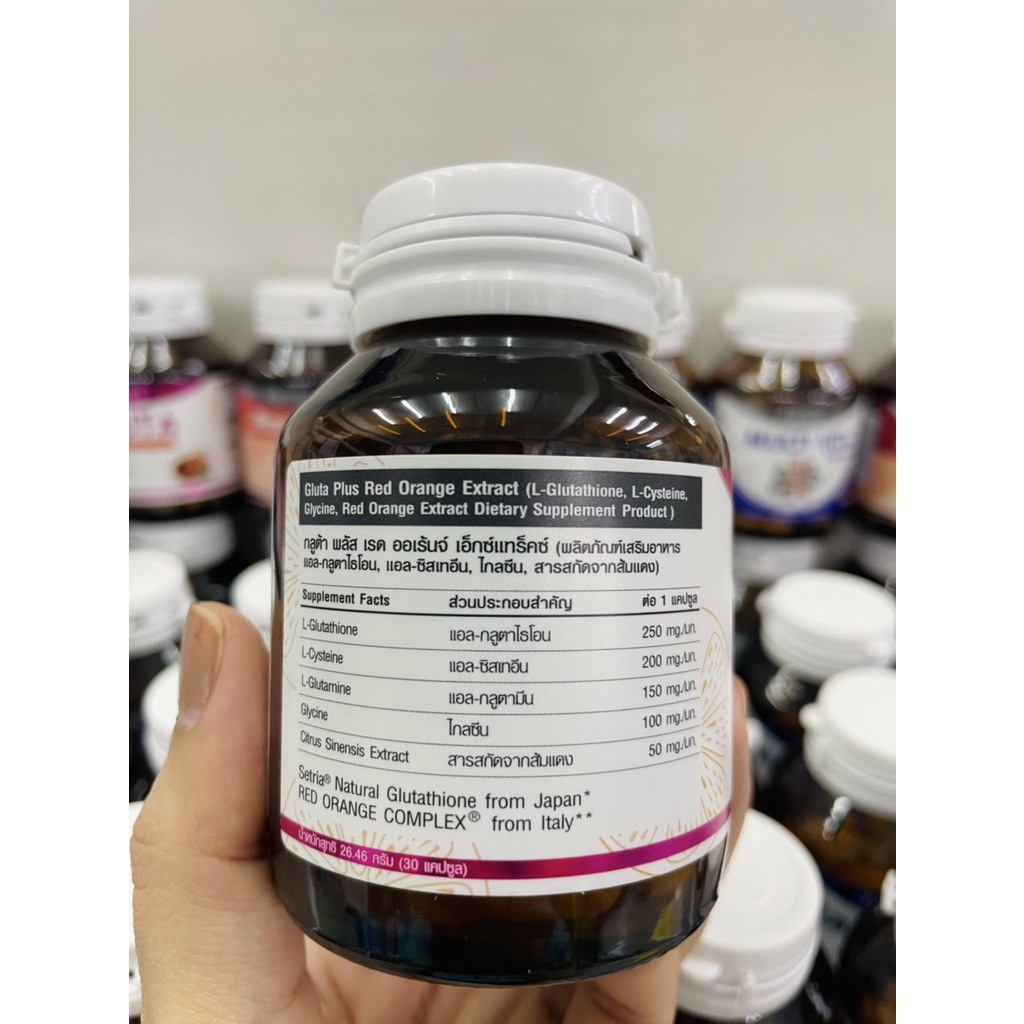 Gluta Plus Red Orange Extract (L-Glutathione, L-Cysteine,
Glycine, Red Orange Extract Dietary Supplement Product)
กลูต้า พลัส เรด ออเร้นจ์ เอ็กซ์แทร็คซ์ (ผลิตภัณฑ์เสริมอาหาร
แอล-กลูตาไธโอน, แอล-ซิสเทอีน, ไกลซีน, สารสกัดจากส้มแดง)
Supplement Facts ส่วนประกอบสำคัญ ต่อ 1 แคปซูล
L-Glutathione แอล-กลูตาไธโอน 250 mg./มก.
L-Cysteine แอล-ซิสเทอีน 200 mg./มก.
L-Glutamine แอล-กลูตามีน 150 mg./มก.
Glycine ไกลซีน 100 mg./มก.
Citrus Sinensis Extract สารสกัดจากส้มแดง 50 mg./มก.
Setria® Natural Glutathione from Japan*
RED ORANGE COMPLEX® from Italy**
น้ำหนักสุทธิ 26.46 กรัม (30 แคปซูล)